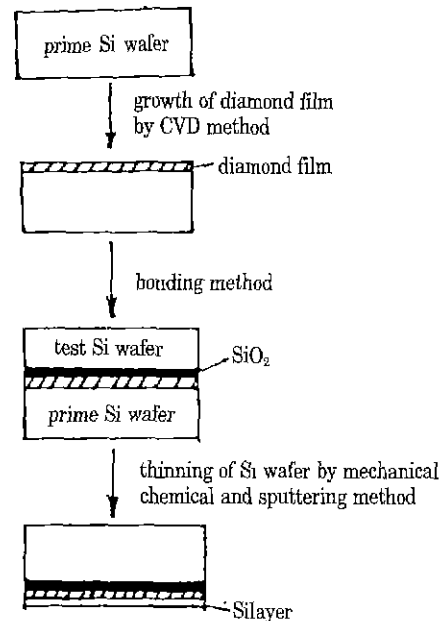 prime Si wafer
growth of diamond film
by CVD method
diamond film
bonding method
test Si wafer
SiO₂
prime Si wafer
thinning of Si wafer by mechanical
chemical and sputtering method
Silayer